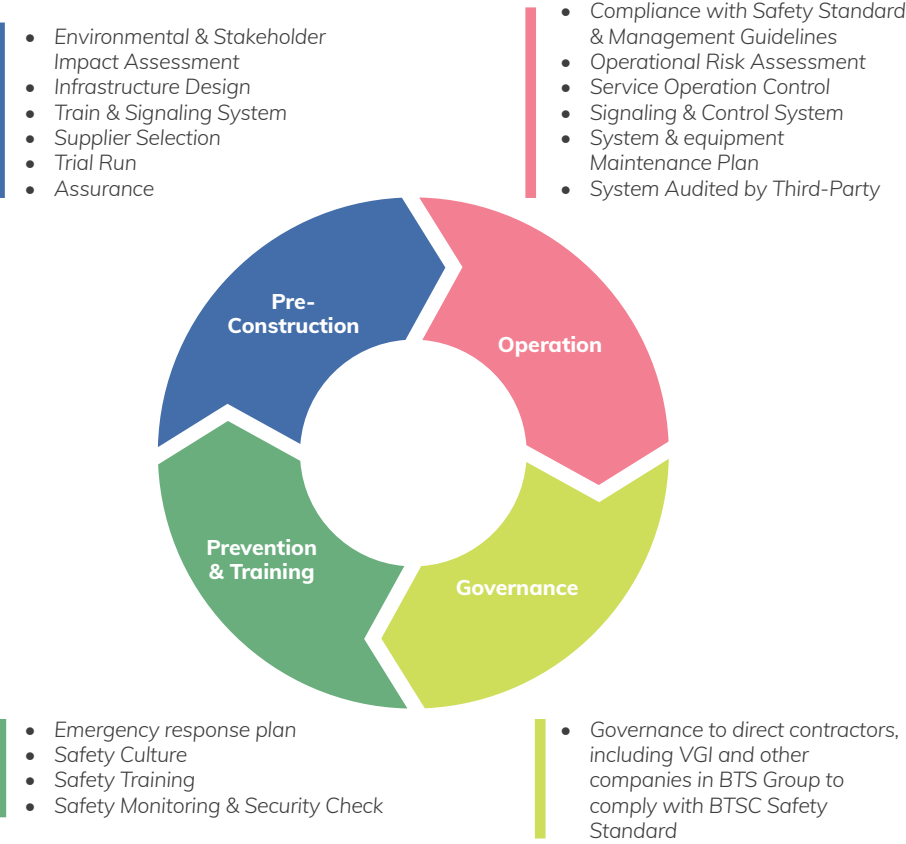 • Environmental & Stakeholder
Impact Assessment
• Infrastructure Design
• Train & Signaling System
• Supplier Selection
• Trial Run
• Assurance
• Compliance with Safety Standard
& Management Guidelines
• Operational Risk Assessment
• Service Operation Control
• Signaling & Control System
• System & equipment
Maintenance Plan
• System Audited by Third-Party
Pre-
Construction
Operation
Prevention
& Training
Governance
• Emergency response plan
• Safety Culture
• Safety Training
• Safety Monitoring & Security Check
• Governance to direct contractors,
including VGI and other
companies in BTS Group to
comply with BTSC Safety
Standard